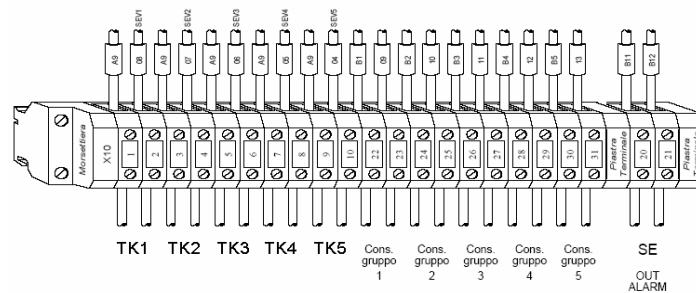 SEV1 SEV2 SEV3 SEV4 SEV5
A9 08 A9 07 A9 06 A9 05 A9 04 B1 09 B2 10 B3 11 B4 12 B5 13 B11 B12
Morsettiera X10 1 2 3 4 5 6 7 8 9 10 22 23 24 25 26 27 28 29 30 31
Piastra
Terminale
20 21
Piastra
TK1 TK2 TK3 TK4 TK5
Cons.
gruppo
1
Cons.
gruppo
2
Cons.
gruppo
3
Cons.
gruppo
4
Cons.
gruppo
5
SE
OUT
ALARM